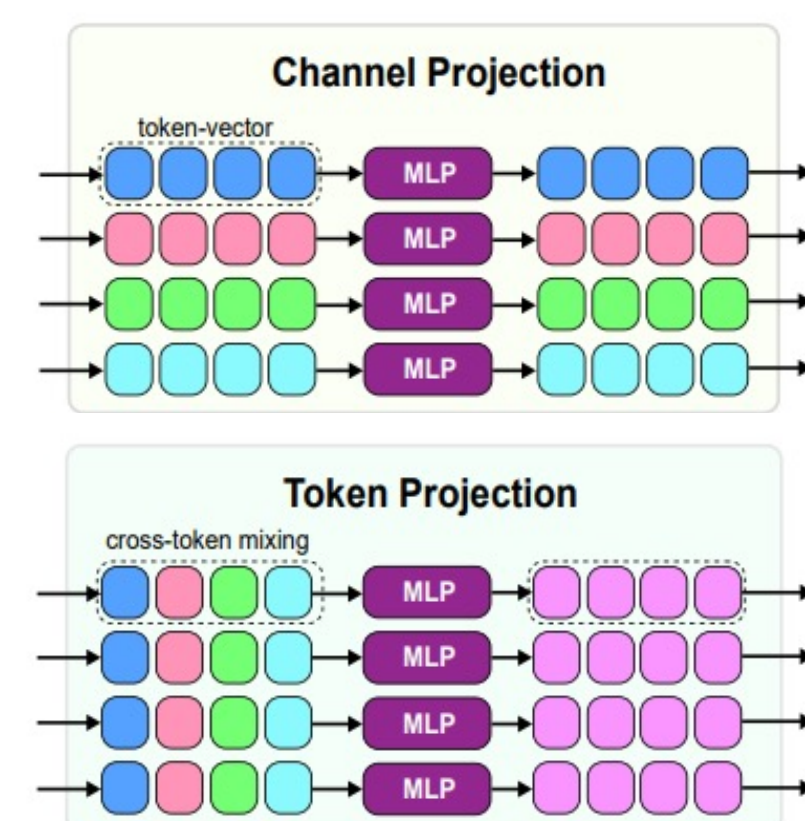 Channel Projection
token-vector
MLP
MLP
MLP
MLP
Token Projection
cross-token mixing
MLP
MLP
MLP
MLP